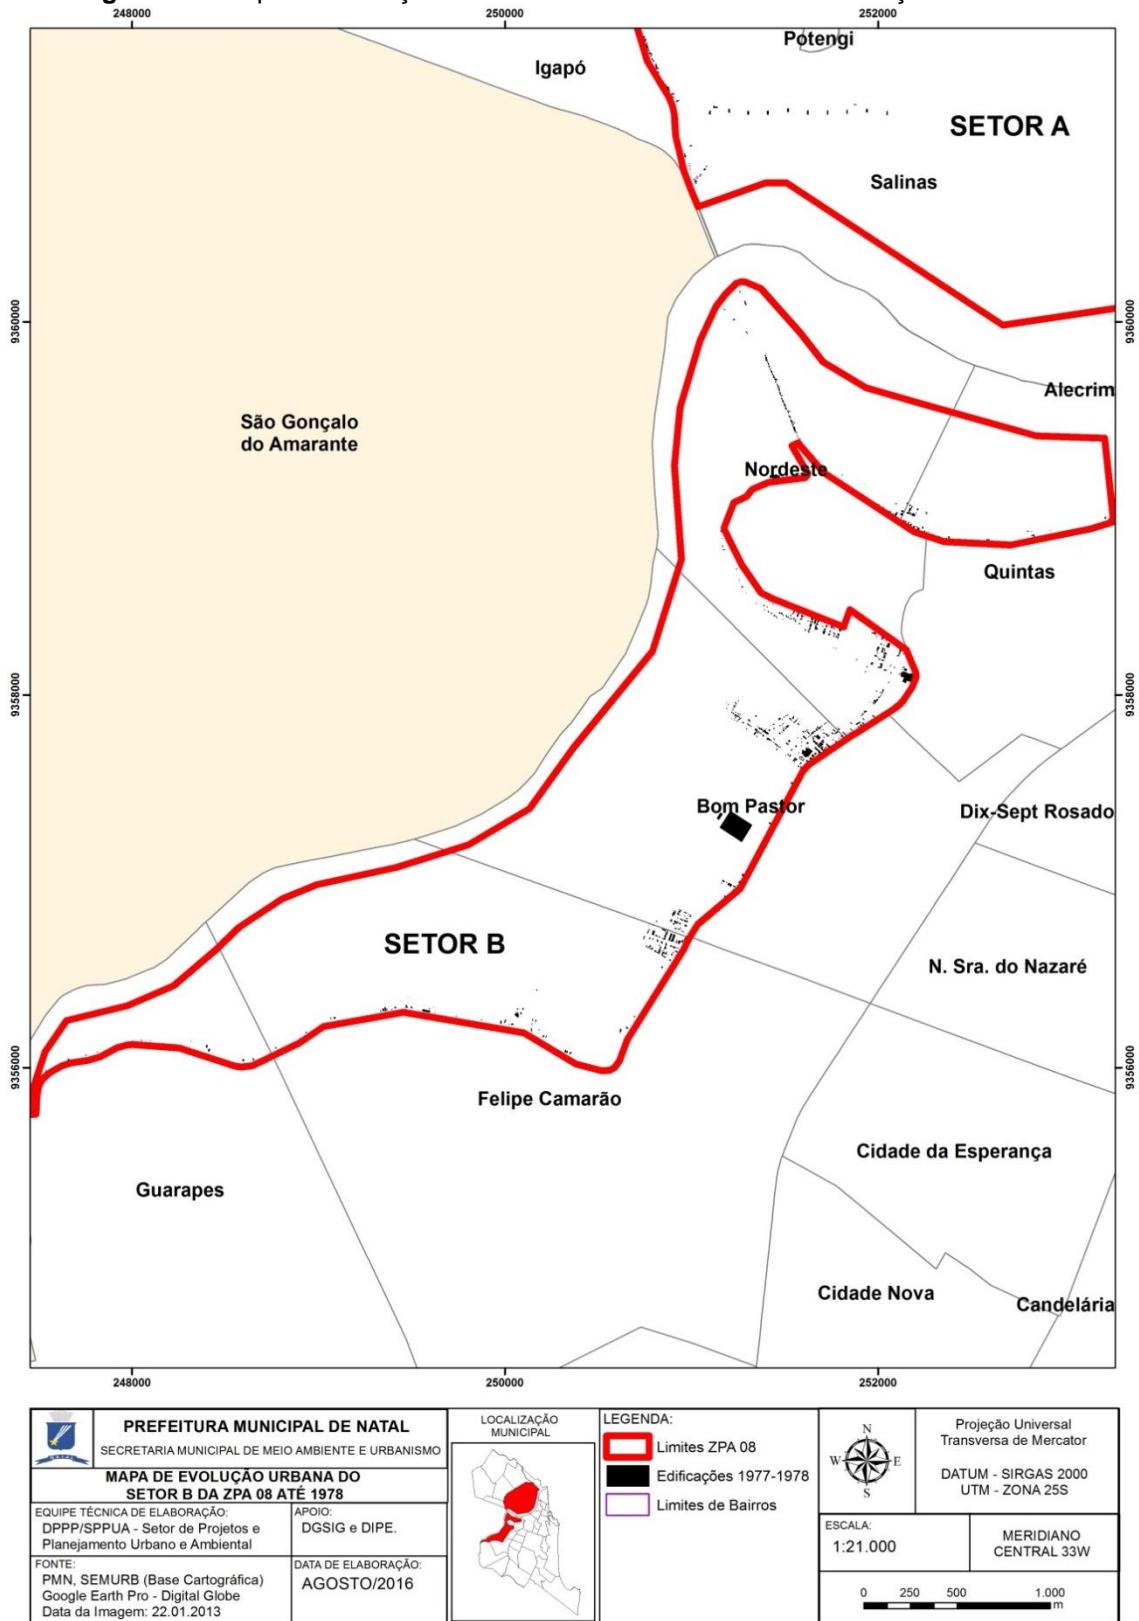 248000
250000
252000
Potengi
Igapó
SETOR A
Salinas
9360000
9360000
Alecrim
São Gonçalo
do Amarante
Nordeste
Quintas
9358000
9358000
Bom Pastor
Dix-Sept Rosado
SETOR B
N. Sra. do Nazaré
9356000
9356000
Felipe Camarão
Cidade da Esperança
Guarapes
Cidade Nova
Candelária
248000
250000
252000
NATAL
PREFEITURA MUNICIPAL DE NATAL
SECRETARIA MUNICIPAL DE MEIO AMBIENTE E URBANISMO
MAPA DE EVOLUÇÃO URBANA DO
SETOR B DA ZPA 08 ATÉ 1978
EQUIPE TÉCNICA DE ELABORAÇÃO:
DPPP/SPPUA - Setor de Projetos e
Planejamento Urbano e Ambiental
APOIO:
DGSIG e DIPE.
FONTE:
PMN, SEMURB (Base Cartográfica)
Google Earth Pro - Digital Globe
Data da Imagem: 22.01.2013
DATA DE ELABORAÇÃO:
AGOSTO/2016
LOCALIZAÇÃO
MUNICIPAL
LEGENDA:
Limites ZPA 08
Edificações 1977-1978
Limites de Bairros
N
W
E
S
Projeção Universal
Transversa de Mercator
DATUM - SIRGAS 2000
UTM - ZONA 25S
ESCALA:
1:21.000
MERIDIANO
CENTRAL 33W
0 250 500 1.000
m